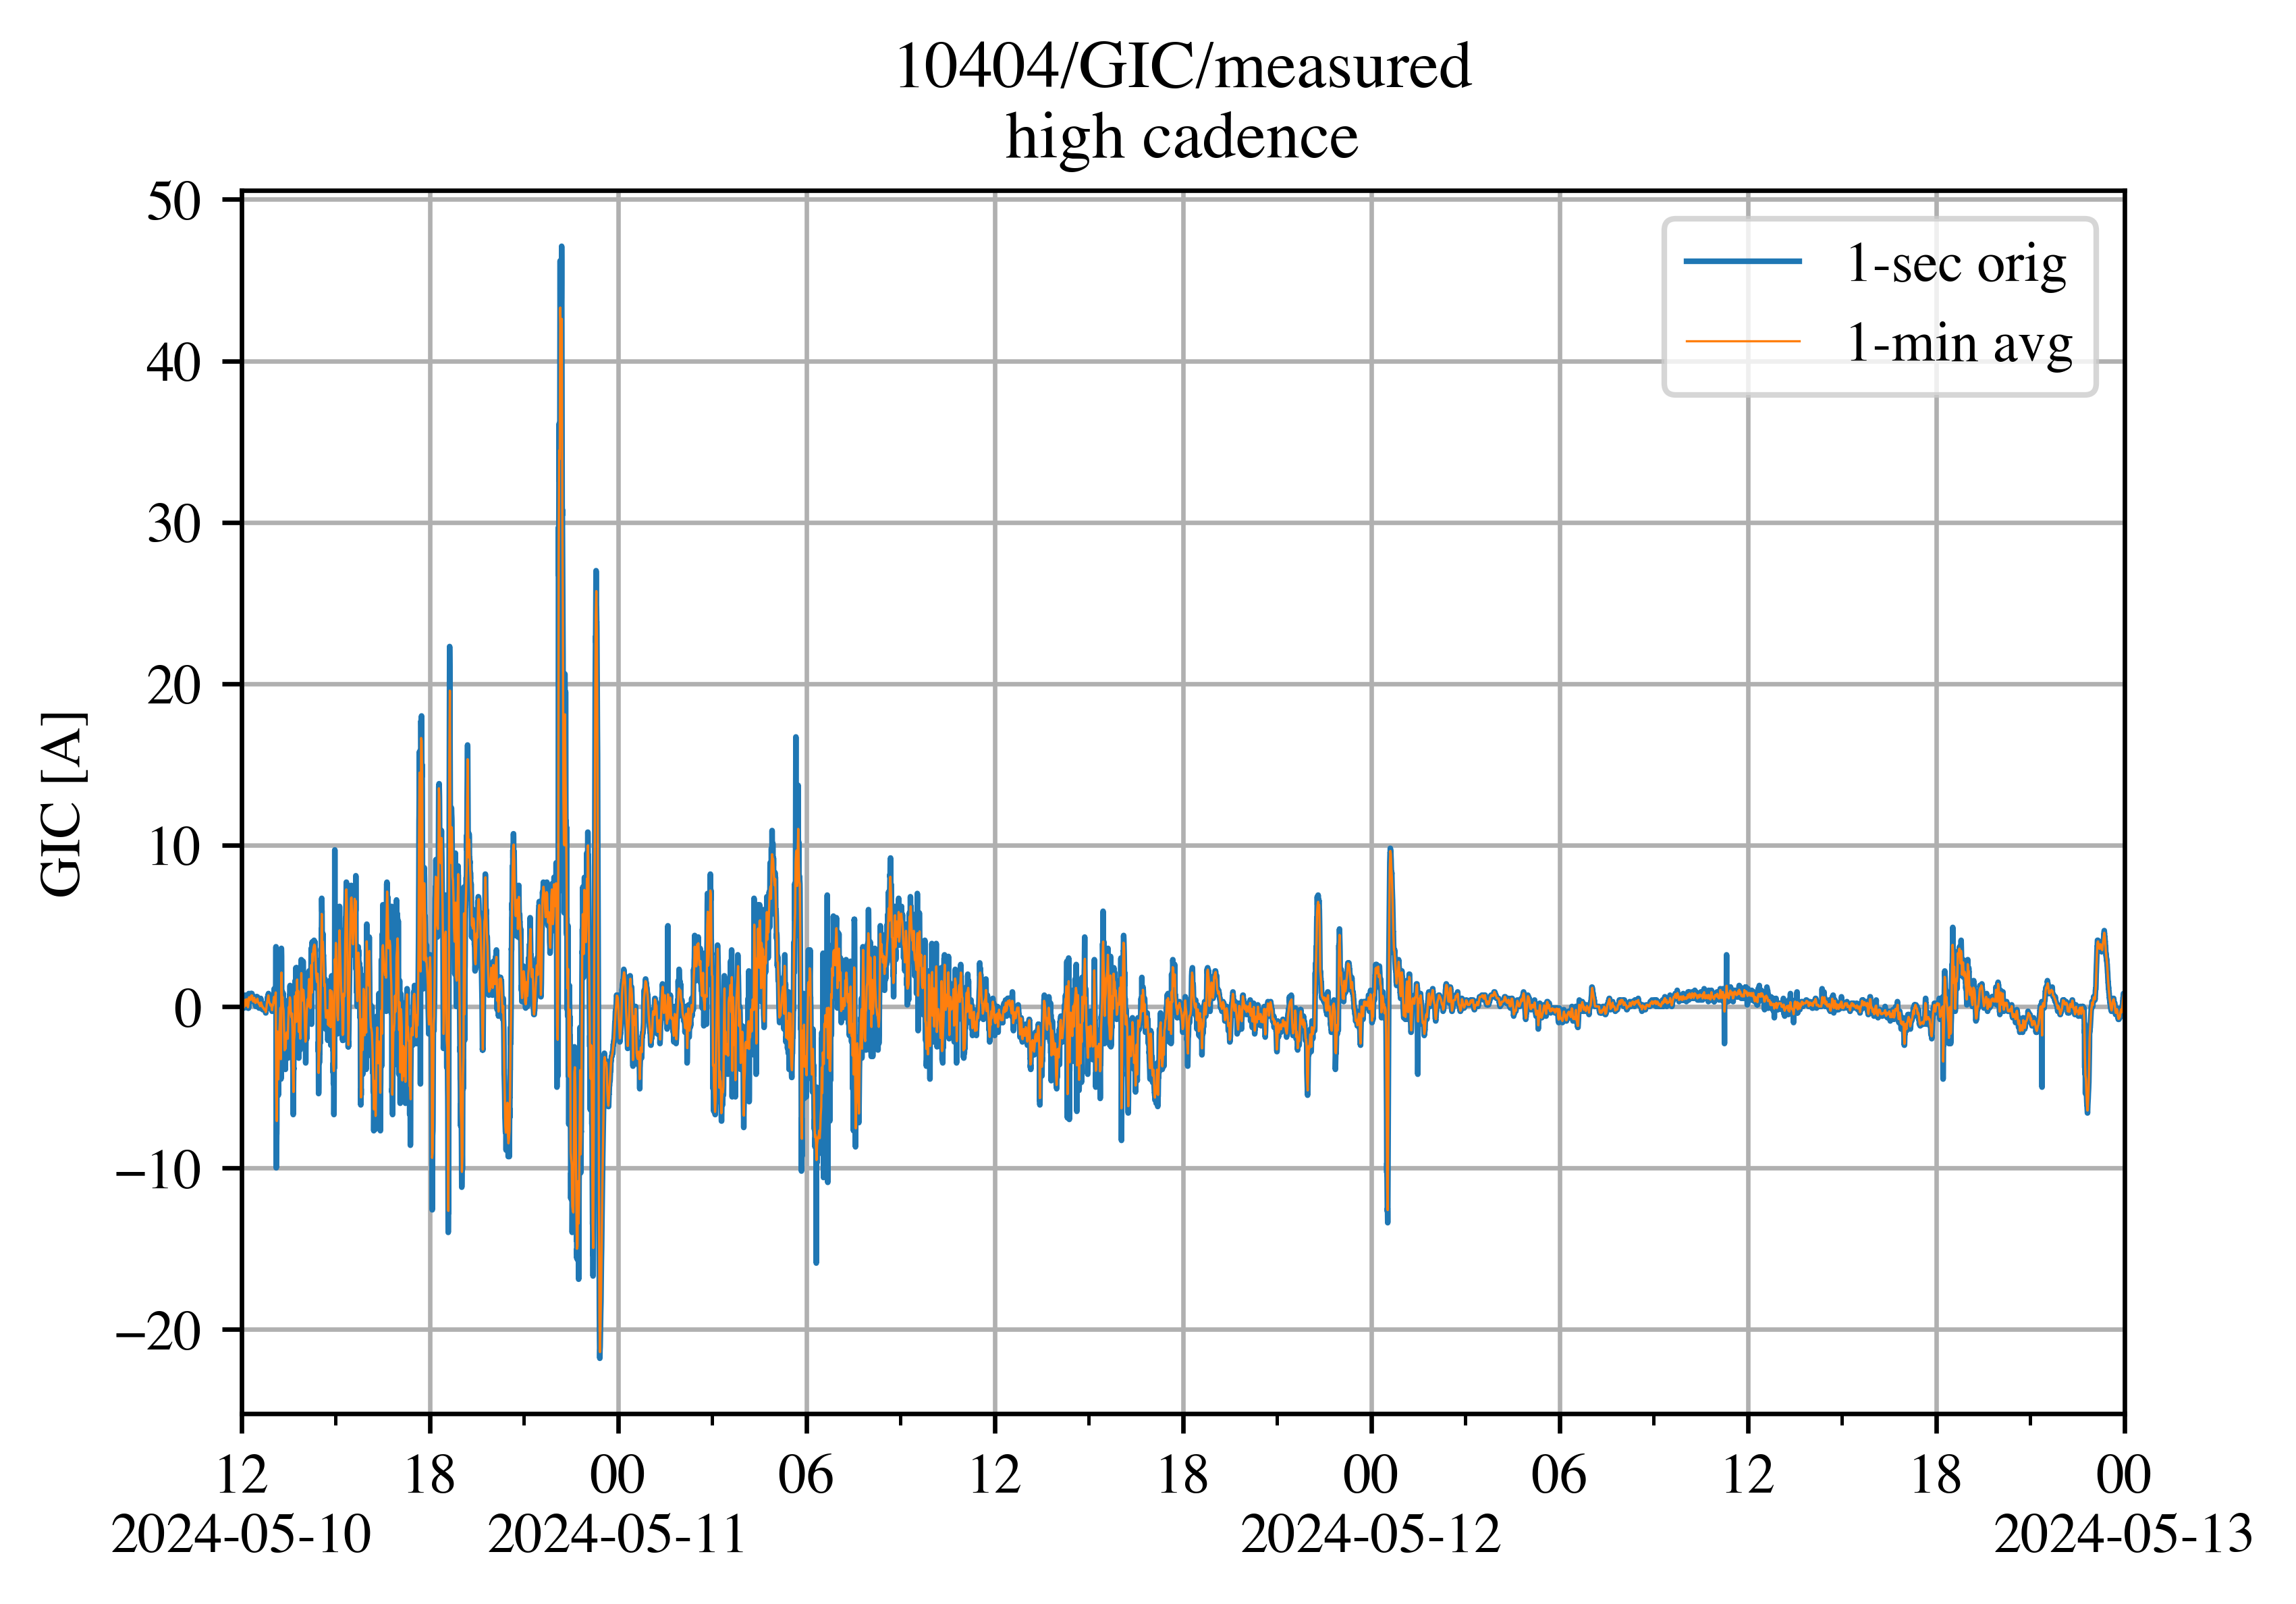 10404/GIC/measured
high cadence
50
40
30
20
10
0
−10
−20
GIC [A]
1-sec orig
1-min avg
12 18 00 06 12 18 00 06 12 18 00
2024-05-10 2024-05-11 2024-05-12 2024-05-13